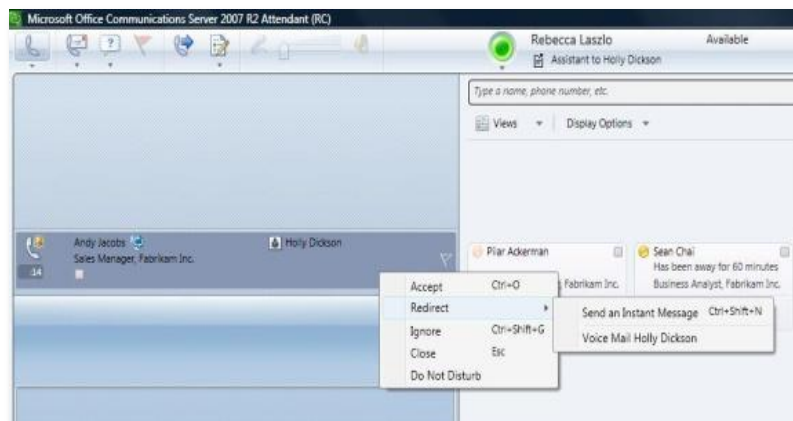 Microsoft Office Communications Server 2007 R2 Attendant (RC)
Rebecca Laszlo Available
Assistant to Holly Dickson
Type a name, phone number, etc.
Views Display Options
Andy Jacobs Holly Dickson
Sales Manager, Fabrikam Inc.
14
Pilar Ackerman Sean Chai
Has been away for 60 minutes
Fabrikam Inc. Business Analyst, Fabrikam Inc.
Accept Ctrl+O
Redirect
Ignore Ctrl+Shift+G
Close Esc
Do Not Disturb
Send an Instant Message Ctrl+Shift+N
Voice Mail Holly Dickson